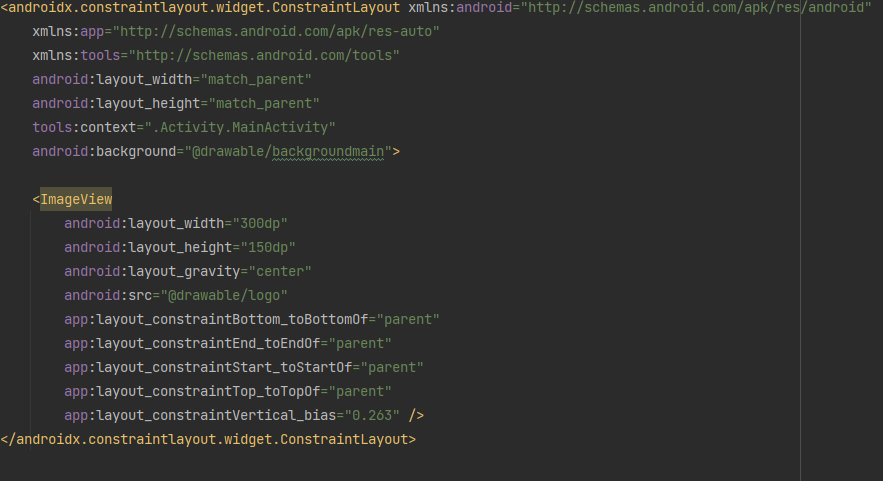 <androidx.constraintlayout.widget.ConstraintLayout xmlns:android="http://schemas.android.com/apk/res/android"
    xmlns:app="http://schemas.android.com/apk/res-auto"
    xmlns:tools="http://schemas.android.com/tools"
    android:layout_width="match_parent"
    android:layout_height="match_parent"
    tools:context=".Activity.MainActivity"
    android:background="@drawable/backgroundmain">

    <ImageView
        android:layout_width="300dp"
        android:layout_height="150dp"
        android:layout_gravity="center"
        android:src="@drawable/logo"
        app:layout_constraintBottom_toBottomOf="parent"
        app:layout_constraintEnd_toEndOf="parent"
        app:layout_constraintStart_toStartOf="parent"
        app:layout_constraintTop_toTopOf="parent"
        app:layout_constraintVertical_bias="0.263" />
</androidx.constraintlayout.widget.ConstraintLayout>